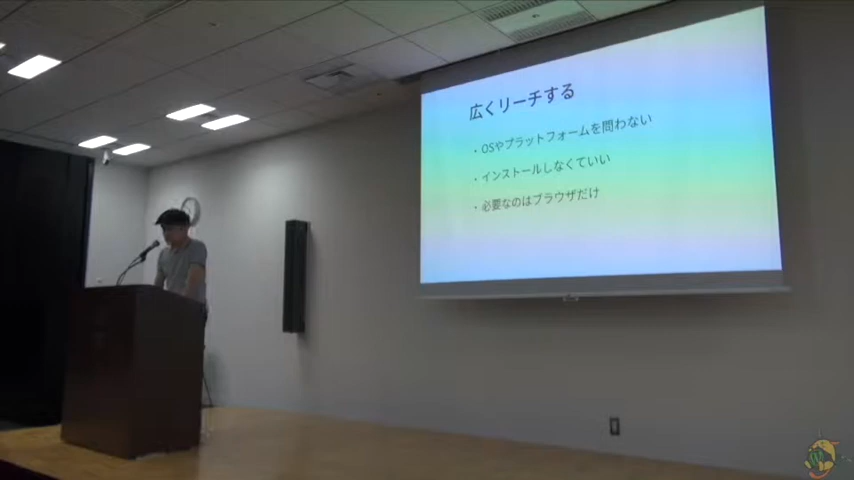 広くリーチする
・OSやプラットフォームを問わない
・インストールしなくていい
・必要なのはブラウザだけ